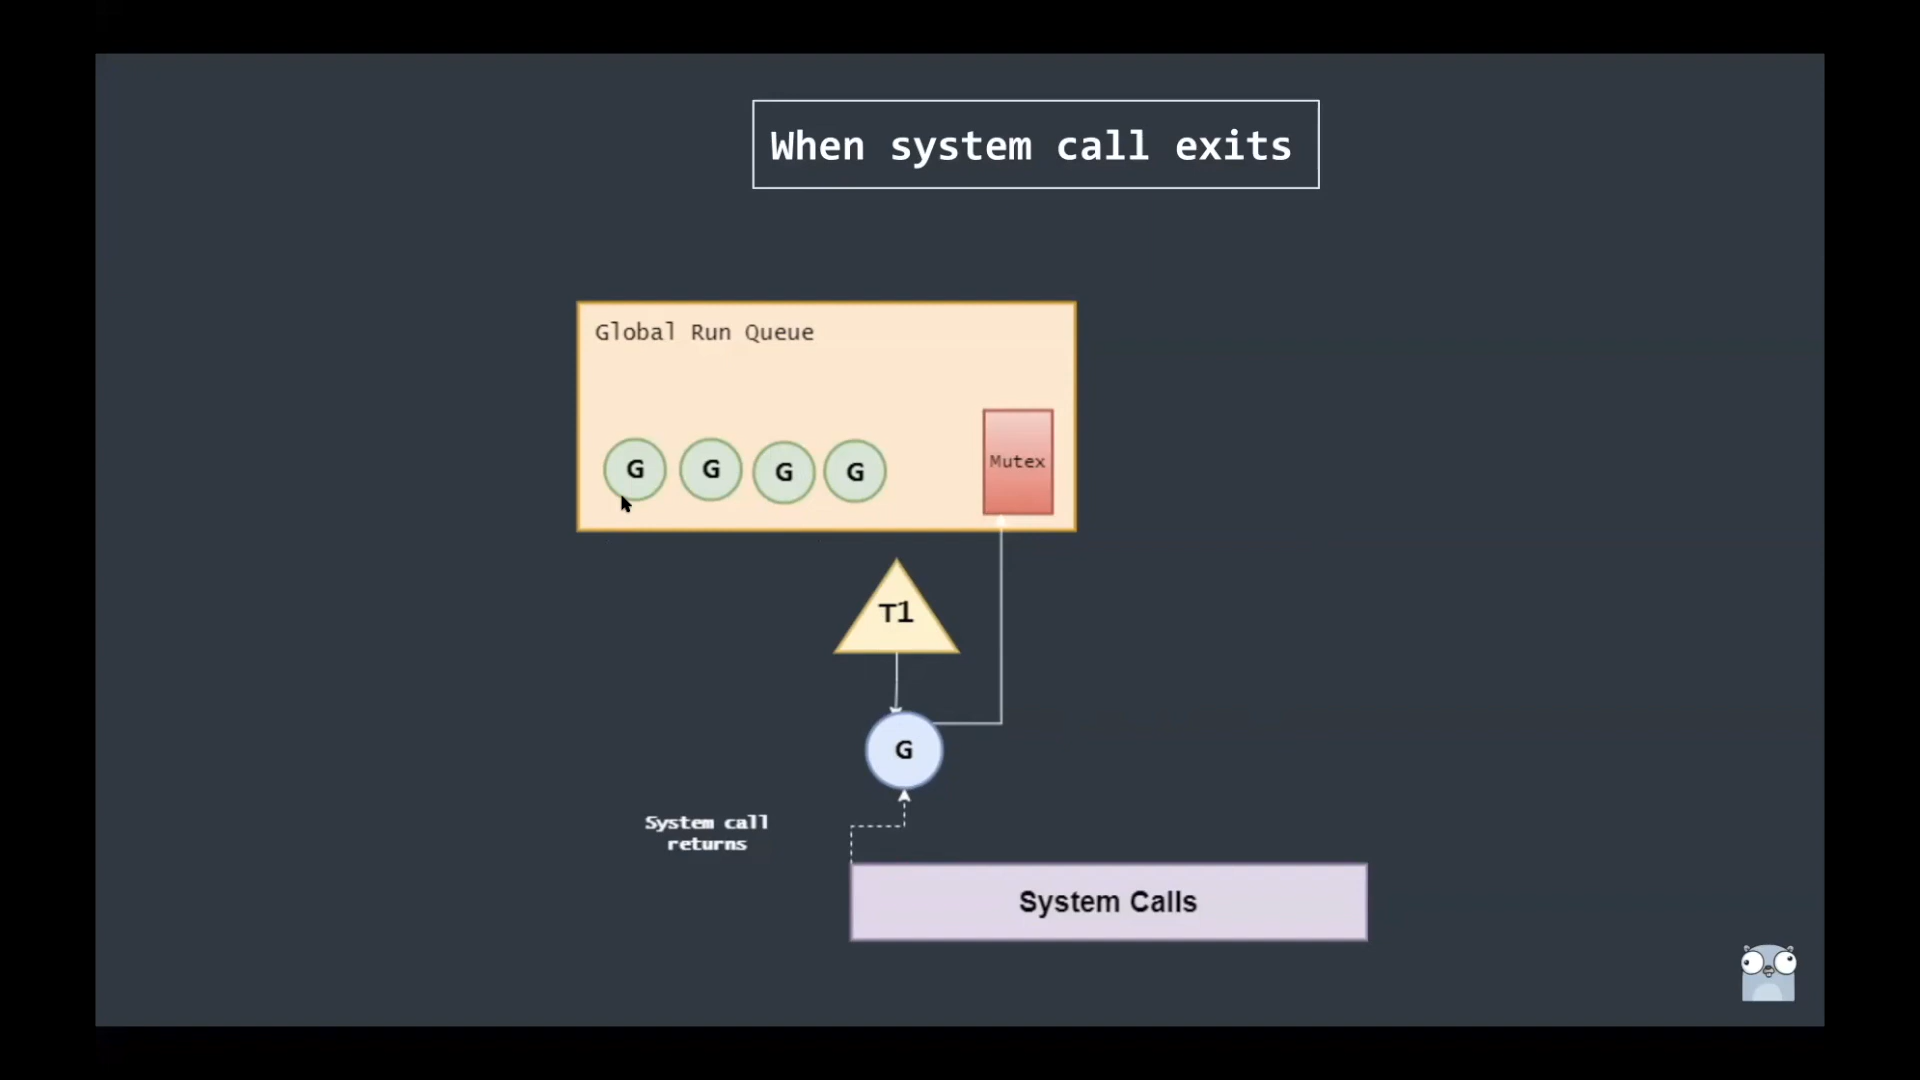 When system call exits
Global Run Queue
G G G G
Mutex
T1
G
System call
returns
System Calls